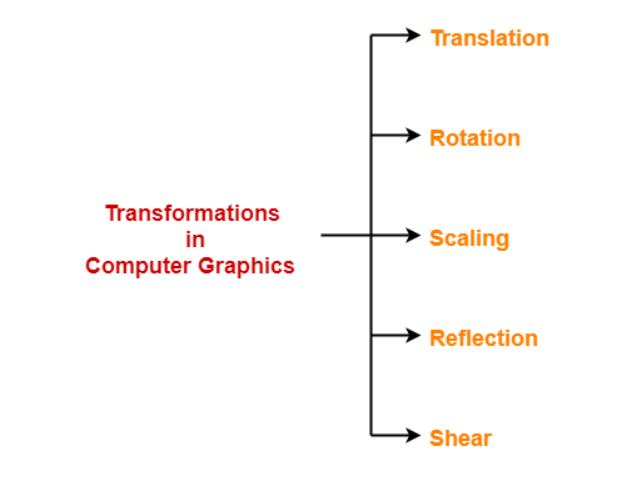 Transformations
in
Computer Graphics
Translation
Rotation
Scaling
Reflection
Shear